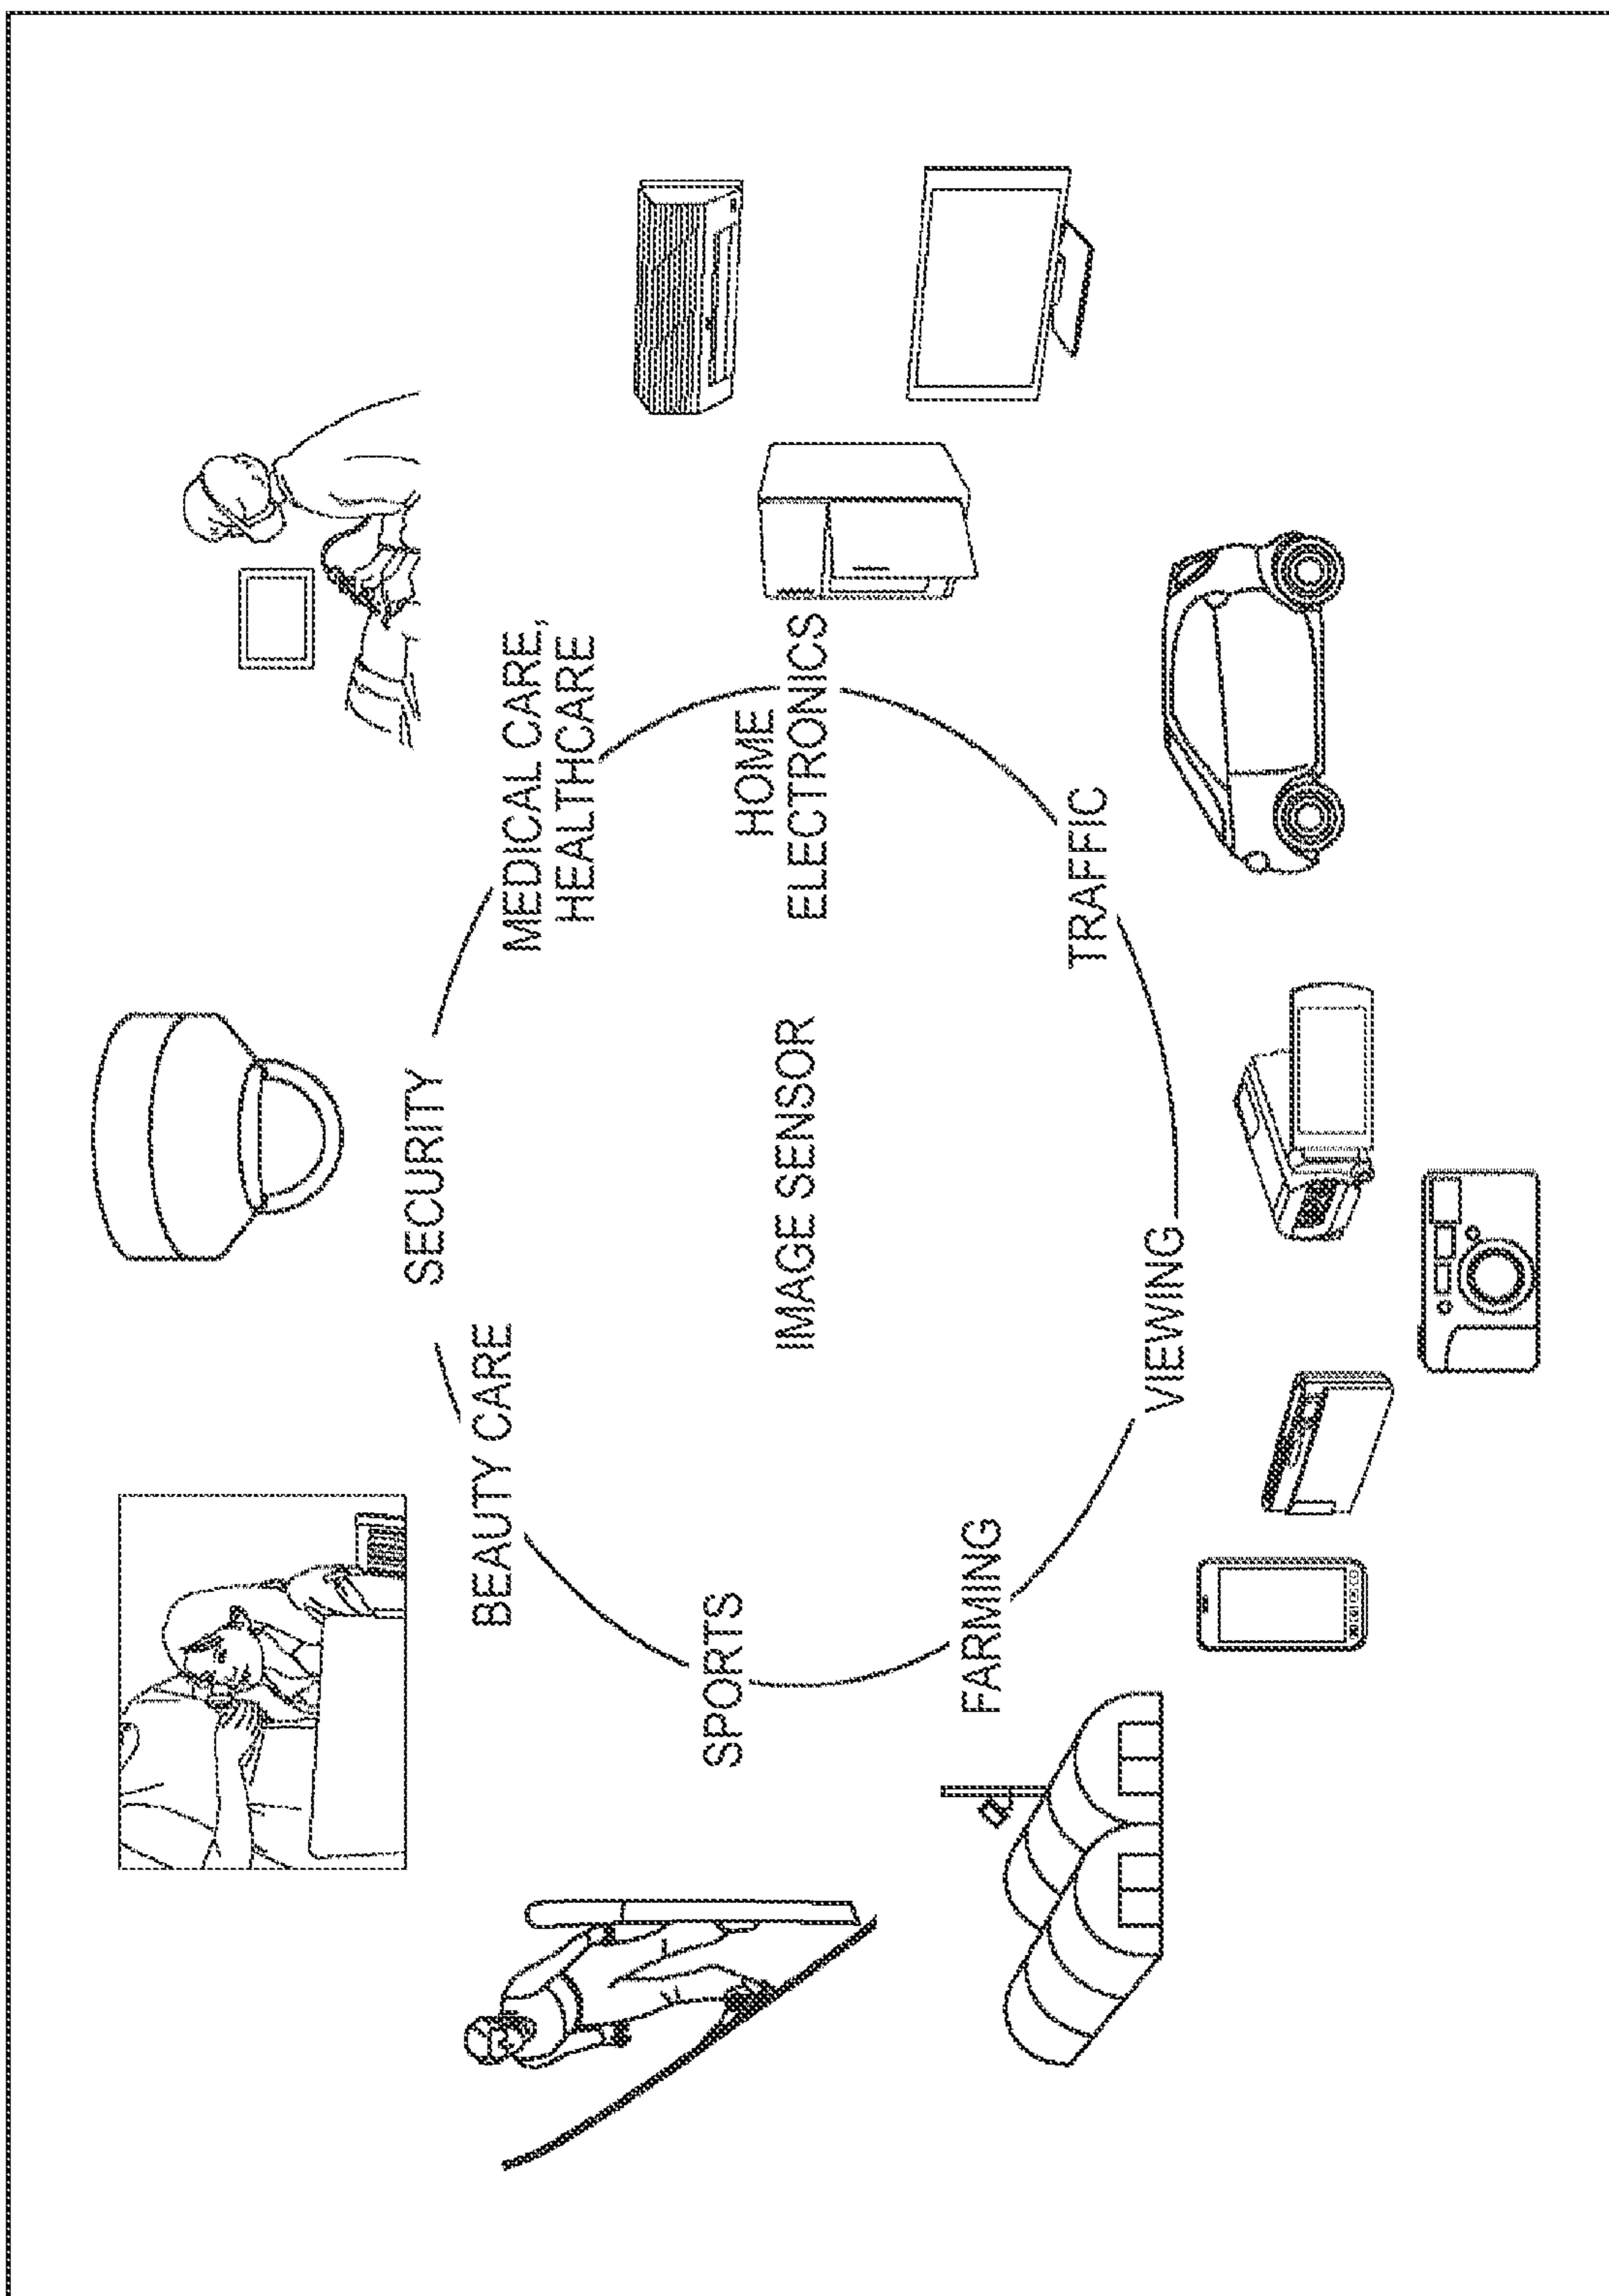 SECURITY
MEDICAL CARE,
HEALTHCARE
BEAUTY CARE
HOME
ELECTRONICS
SPORTS
IMAGE SENSOR
TRAFFIC
FARMING
VIEWING